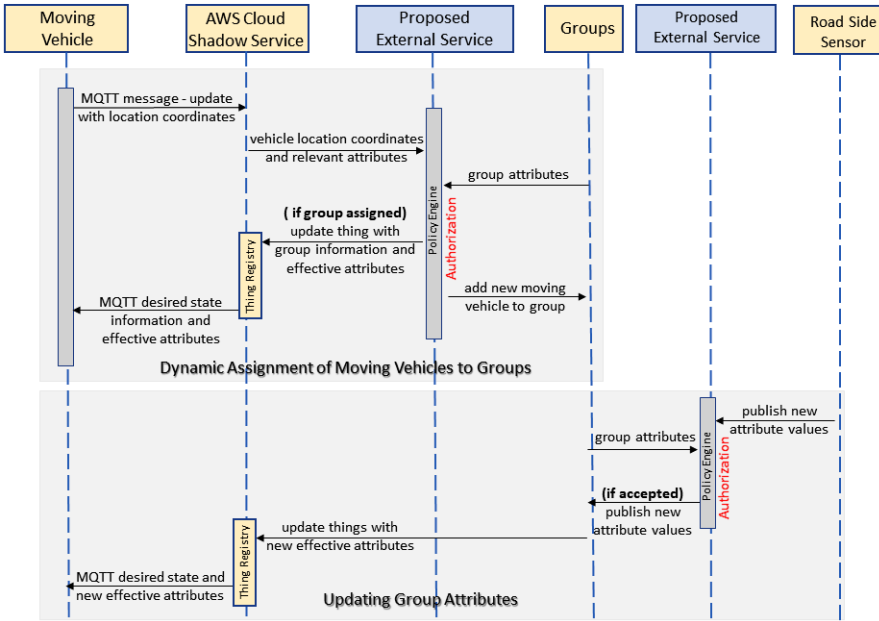 Moving
Vehicle
AWS Cloud
Shadow Service
Proposed
External Service
Groups
Proposed
External Service
Road Side
Sensor
MQTT message - update
with location coordinates
vehicle location coordinates
and relevant attributes
group attributes
( if group assigned)
update thing with
group information and
effective attributes
Policy Engine
Authorization
Thing Registry
add new moving
vehicle to group
MQTT desired state
information and
effective attributes
Dynamic Assignment of Moving Vehicles to Groups
publish new
attribute values
group attributes
Policy Engine
Authorization
(if accepted)
publish new
attribute values
update things with
new effective attributes
Thing Registry
MQTT desired state and
new effective attributes
Updating Group Attributes